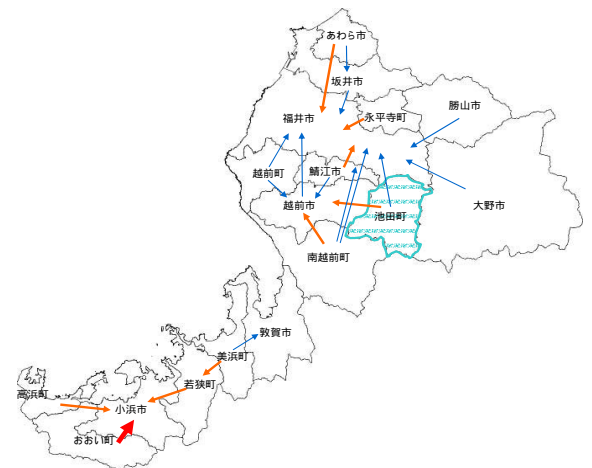 あわら市
坂井市
福井市
永平寺町
勝山市
越前町
鯖江市
越前市
池田町
大野市
南越前町
敦賀市
美浜町
若狭町
高浜町
小浜市
おおい町